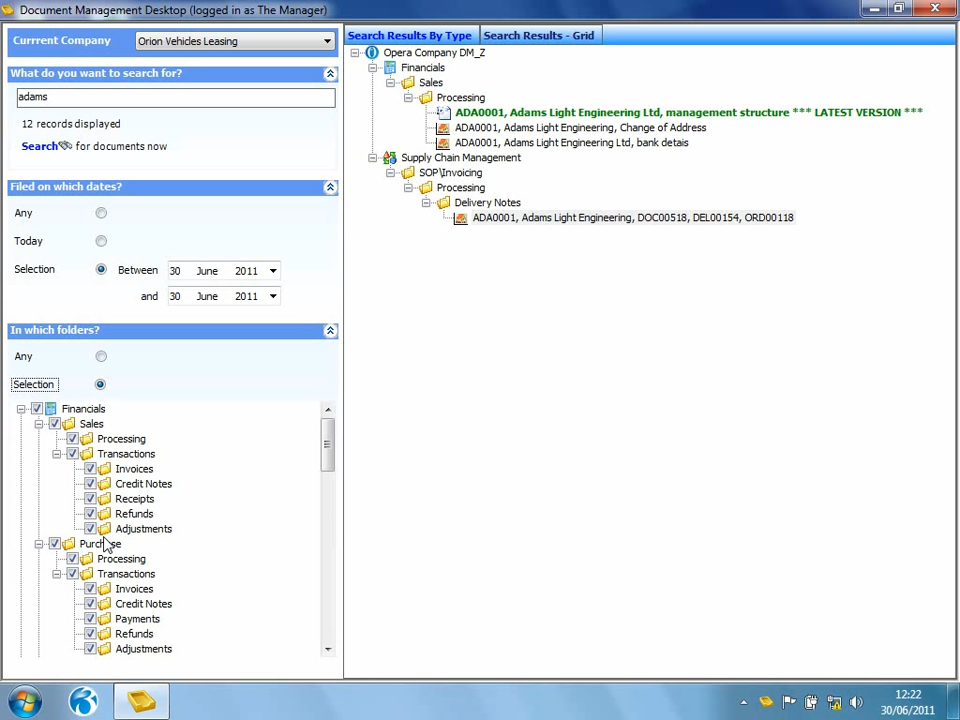 Document Management Desktop (logged in as The Manager)
Currrent Company
Orion Vehicles Leasing
What do you want to search for?
adams
12 records displayed
Search for documents now
Filed on which dates?
Any
Today
Selection
Between
30 June 2011
and
30 June 2011
In which folders?
Any
Selection
Financials
Sales
Processing
Transactions
Invoices
Credit Notes
Receipts
Refunds
Adjustments
Purchase
Processing
Transactions
Invoices
Credit Notes
Payments
Refunds
Adjustments
Search Results By Type
Search Results - Grid
Opera Company DM_Z
Financials
Sales
Processing
ADA0001, Adams Light Engineering Ltd, management structure *** LATEST VERSION ***
ADA0001, Adams Light Engineering, Change of Address
ADA0001, Adams Light Engineering Ltd, bank detais
Supply Chain Management
SOP\Invoicing
Processing
Delivery Notes
ADA0001, Adams Light Engineering, DOC00518, DEL00154, ORD00118
12:22
30/06/2011